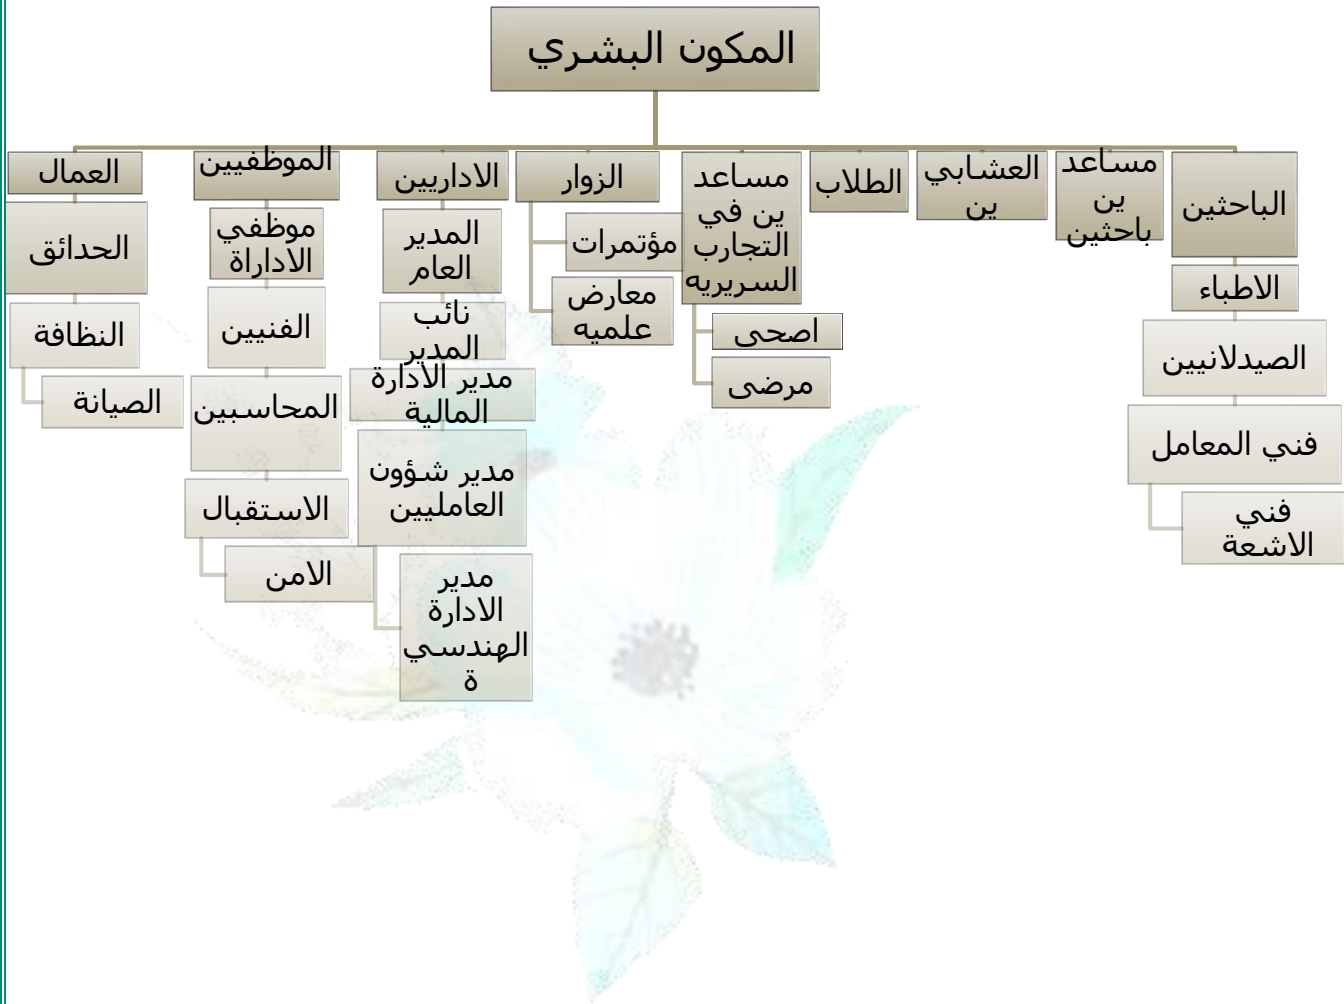 المكون البشري
الباحثين
الاطباء
الصيدلانيين
فني المعامل
فني
الاشعة
مساعد
ين
باحثين
العشابي
ين
الطلاب
مساعد
ين في
التجارب
السريريه
اصحى
مرضى
الزوار
مؤتمرات
معارض
علميه
الاداريين
المدير
العام
نائب
المدير
مدير الادارة
المالية
مدير شؤون
العامليين
مدير
الادارة
الهندسي
ة
الموظفيين
موظفي
الاداراة
الفنيين
المحاسبين
الاستقبال
الامن
العمال
الحدائق
النظافة
الصيانة